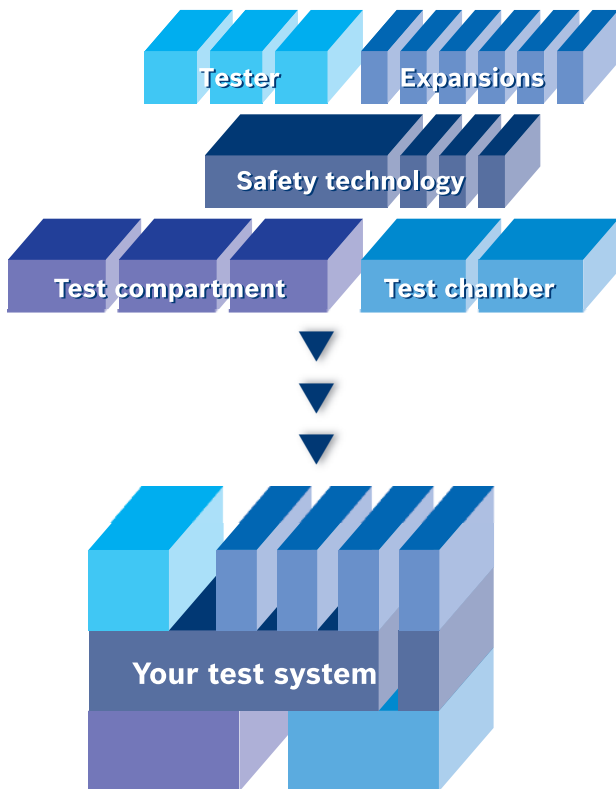 Tester
Expansions
Safety technology
Test compartment
Test chamber
Your test system